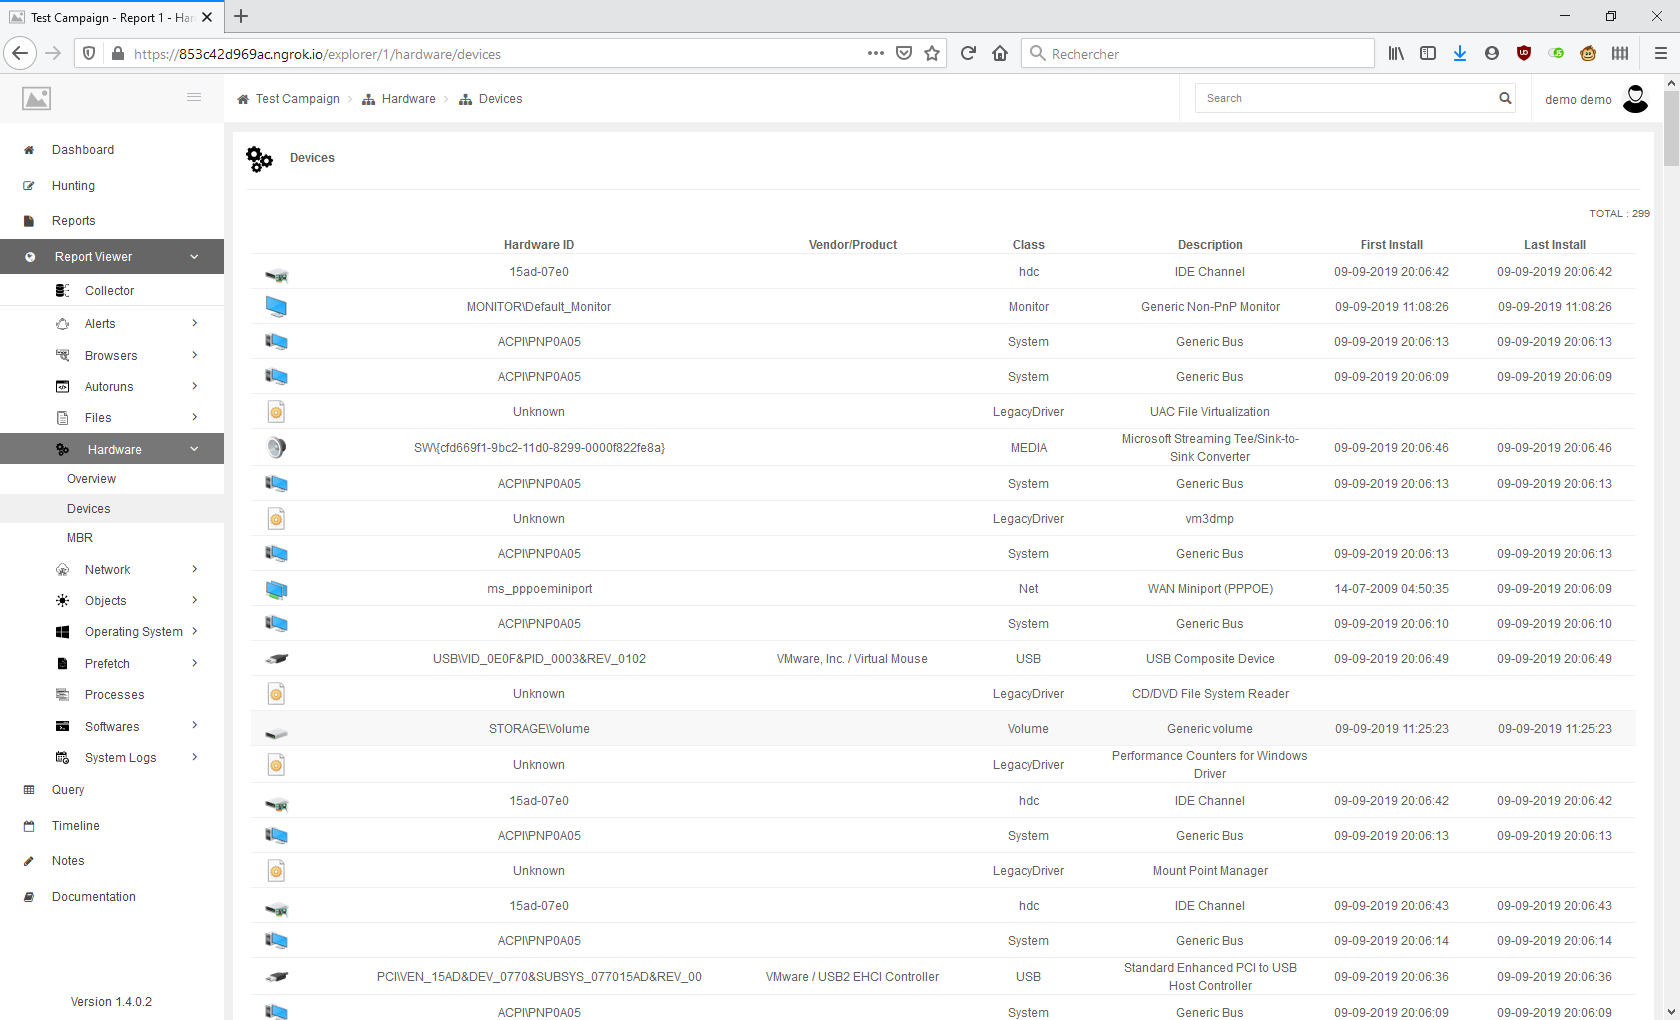 Test Campaign - Report 1 - Har
https://853c42d969ac.ngrok.io/explorer/1/hardware/devices
Rechercher
Test Campaign
Hardware
Devices
Search
demo demo
Dashboard
Hunting
Reports
Report Viewer
Collector
Alerts
Browsers
Autoruns
Files
Hardware
Overview
Devices
MBR
Network
Objects
Operating System
Prefetch
Processes
Softwares
System Logs
Query
Timeline
Notes
Documentation
Version 1.4.0.2
Devices
TOTAL : 299
Hardware ID Vendor/Product Class Description First Install Last Install
15ad-07e0 hdc IDE Channel 09-09-2019 20:06:42 09-09-2019 20:06:42
MONITOR\Default_Monitor Monitor Generic Non-PnP Monitor 09-09-2019 11:08:26 09-09-2019 11:08:26
ACPI\PNP0A05 System Generic Bus 09-09-2019 20:06:13 09-09-2019 20:06:13
ACPI\PNP0A05 System Generic Bus 09-09-2019 20:06:09 09-09-2019 20:06:09
Unknown LegacyDriver UAC File Virtualization
SW\{cfd669f1-9bc2-11d0-8299-0000f822fe8a} MEDIA Microsoft Streaming Tee/Sink-to-
Sink Converter 09-09-2019 20:06:46 09-09-2019 20:06:46
ACPI\PNP0A05 System Generic Bus 09-09-2019 20:06:13 09-09-2019 20:06:13
Unknown LegacyDriver vm3dmp
ACPI\PNP0A05 System Generic Bus 09-09-2019 20:06:13 09-09-2019 20:06:13
ms_pppoeminiport Net WAN Miniport (PPPOE) 14-07-2009 04:50:35 09-09-2019 20:06:09
ACPI\PNP0A05 System Generic Bus 09-09-2019 20:06:10 09-09-2019 20:06:10
USB\VID_0E0F&PID_0003&REV_0102 VMware, Inc. / Virtual Mouse USB USB Composite Device 09-09-2019 20:06:49 09-09-2019 20:06:49
Unknown LegacyDriver CD/DVD File System Reader
STORAGE\Volume Volume Generic volume 09-09-2019 11:25:23 09-09-2019 11:25:23
Unknown LegacyDriver Performance Counters for Windows
Driver
15ad-07e0 hdc IDE Channel 09-09-2019 20:06:42 09-09-2019 20:06:42
ACPI\PNP0A05 System Generic Bus 09-09-2019 20:06:13 09-09-2019 20:06:13
Unknown LegacyDriver Mount Point Manager
15ad-07e0 hdc IDE Channel 09-09-2019 20:06:43 09-09-2019 20:06:43
ACPI\PNP0A05 System Generic Bus 09-09-2019 20:06:14 09-09-2019 20:06:14
PCI\VEN_15AD&DEV_0770&SUBSYS_077015AD&REV_00 VMware / USB2 EHCI Controller USB Standard Enhanced PCI to USB
Host Controller 09-09-2019 20:06:36 09-09-2019 20:06:36
ACPI\PNP0A05 System Generic Bus 09-09-2019 20:06:09 09-09-2019 20:06:09